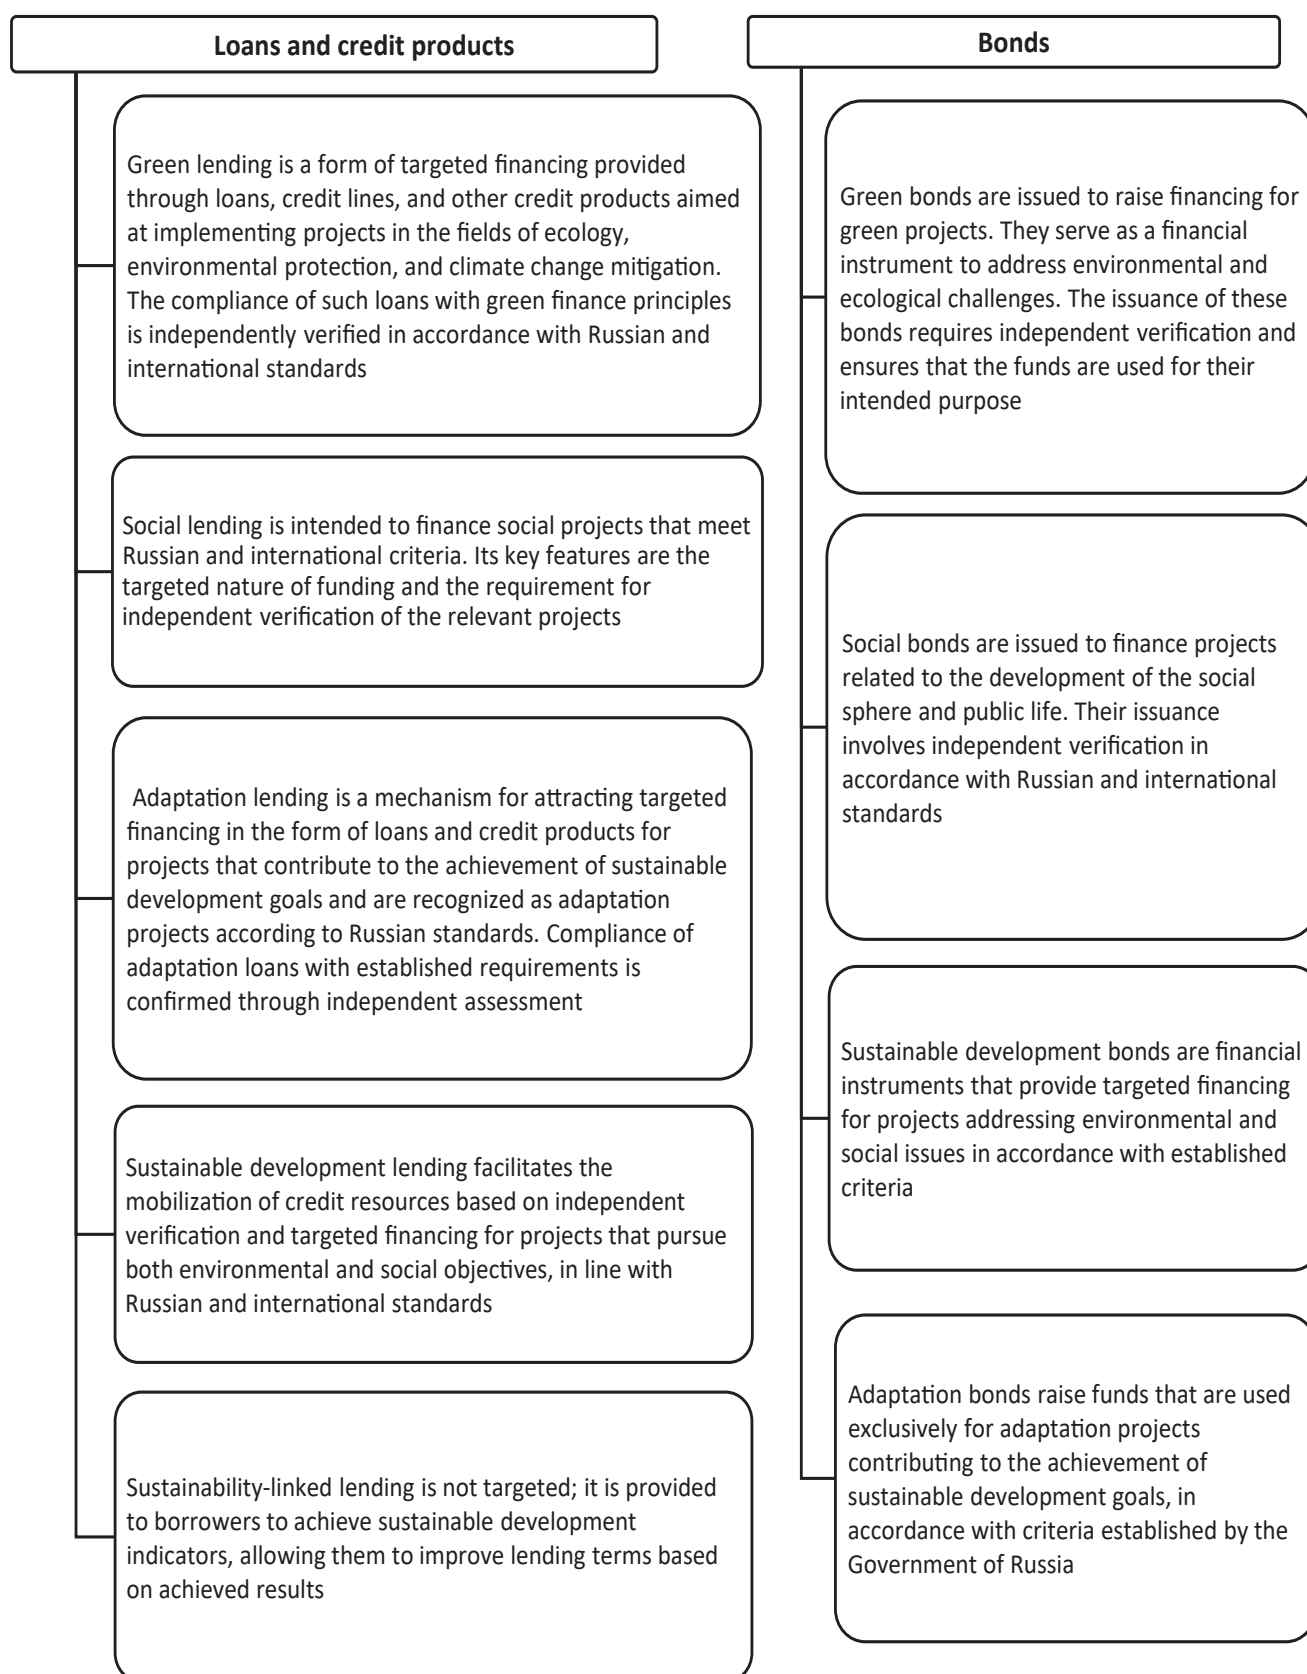 Loans and credit products
Green lending is a form of targeted financing provided
through loans, credit lines, and other credit products aimed
at implementing projects in the fields of ecology,
environmental protection, and climate change mitigation.
The compliance of such loans with green finance principles
is independently verified in accordance with Russian and
international standards
Social lending is intended to finance social projects that meet
Russian and international criteria. Its key features are the
targeted nature of funding and the requirement for
independent verification of the relevant projects
Adaptation lending is a mechanism for attracting targeted
financing in the form of loans and credit products for
projects that contribute to the achievement of sustainable
development goals and are recognized as adaptation
projects according to Russian standards. Compliance of
adaptation loans with established requirements is
confirmed through independent assessment
Sustainable development lending facilitates the
mobilization of credit resources based on independent
verification and targeted financing for projects that pursue
both environmental and social objectives, in line with
Russian and international standards
Sustainability-linked lending is not targeted; it is provided
to borrowers to achieve sustainable development
indicators, allowing them to improve lending terms based
on achieved results
Bonds
Green bonds are issued to raise financing for
green projects. They serve as a financial
instrument to address environmental and
ecological challenges. The issuance of these
bonds requires independent verification and
ensures that the funds are used for their
intended purpose
Social bonds are issued to finance projects
related to the development of the social
sphere and public life. Their issuance
involves independent verification in
accordance with Russian and international
standards
Sustainable development bonds are financial
instruments that provide targeted financing
for projects addressing environmental and
social issues in accordance with established
criteria
Adaptation bonds raise funds that are used
exclusively for adaptation projects
contributing to the achievement of
sustainable development goals, in
accordance with criteria established by the
Government of Russia